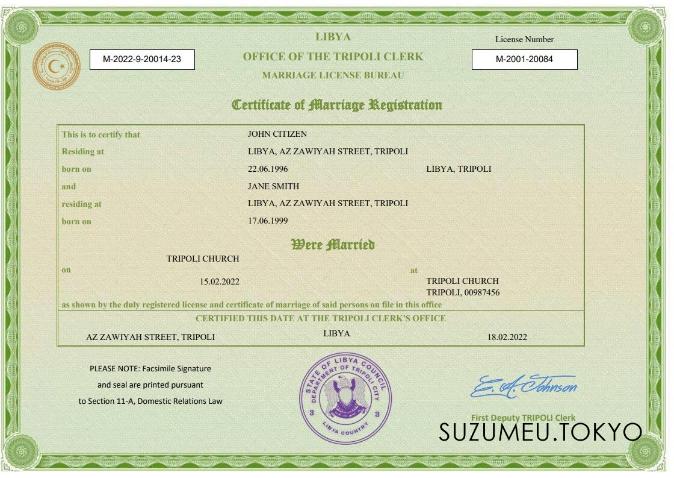 LIBYA
License Number
M-2022-9-20014-23
OFFICE OF THE TRIPOLI CLERK
M-2001-20084
MARRIAGE LICENSE BUREAU
Certificate of Marriage Registration
This is to certify that JOHN CITIZEN
Residing at LIBYA, AZ ZAWIYAH STREET, TRIPOLI
born on 22.06.1996 LIBYA, TRIPOLI
and JANE SMITH
residing at LIBYA, AZ ZAWIYAH STREET, TRIPOLI
born on 17.06.1999
Were Married
TRIPOLI CHURCH
on at
15.02.2022 TRIPOLI CHURCH
TRIPOLI, 00987456
as shown by the duly registered license and certificate of marriage of said persons on file in this office
CERTIFIED THIS DATE AT THE TRIPOLI CLERK'S OFFICE
AZ ZAWIYAH STREET, TRIPOLI LIBYA 18.02.2022
PLEASE NOTE: Facsimile Signature
and seal are printed pursuant
to Section 11-A, Domestic Relations Law
STATE OF LIBYA COUNCIL
DEPARTMENT OF TRIPOLI CITY
LIBYA COUNTRY
E. A. Johnson
First Deputy TRIPOLI Clerk
SUZUMEU.TOKYO